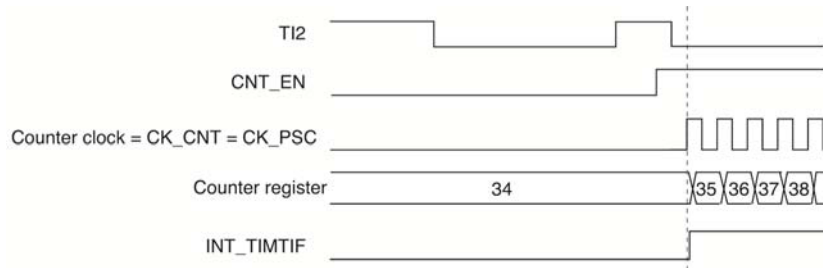 TI2
CNT_EN
Counter clock = CK_CNT = CK_PSC
Counter register 34 35 36 37 38
INT_TIMTIF